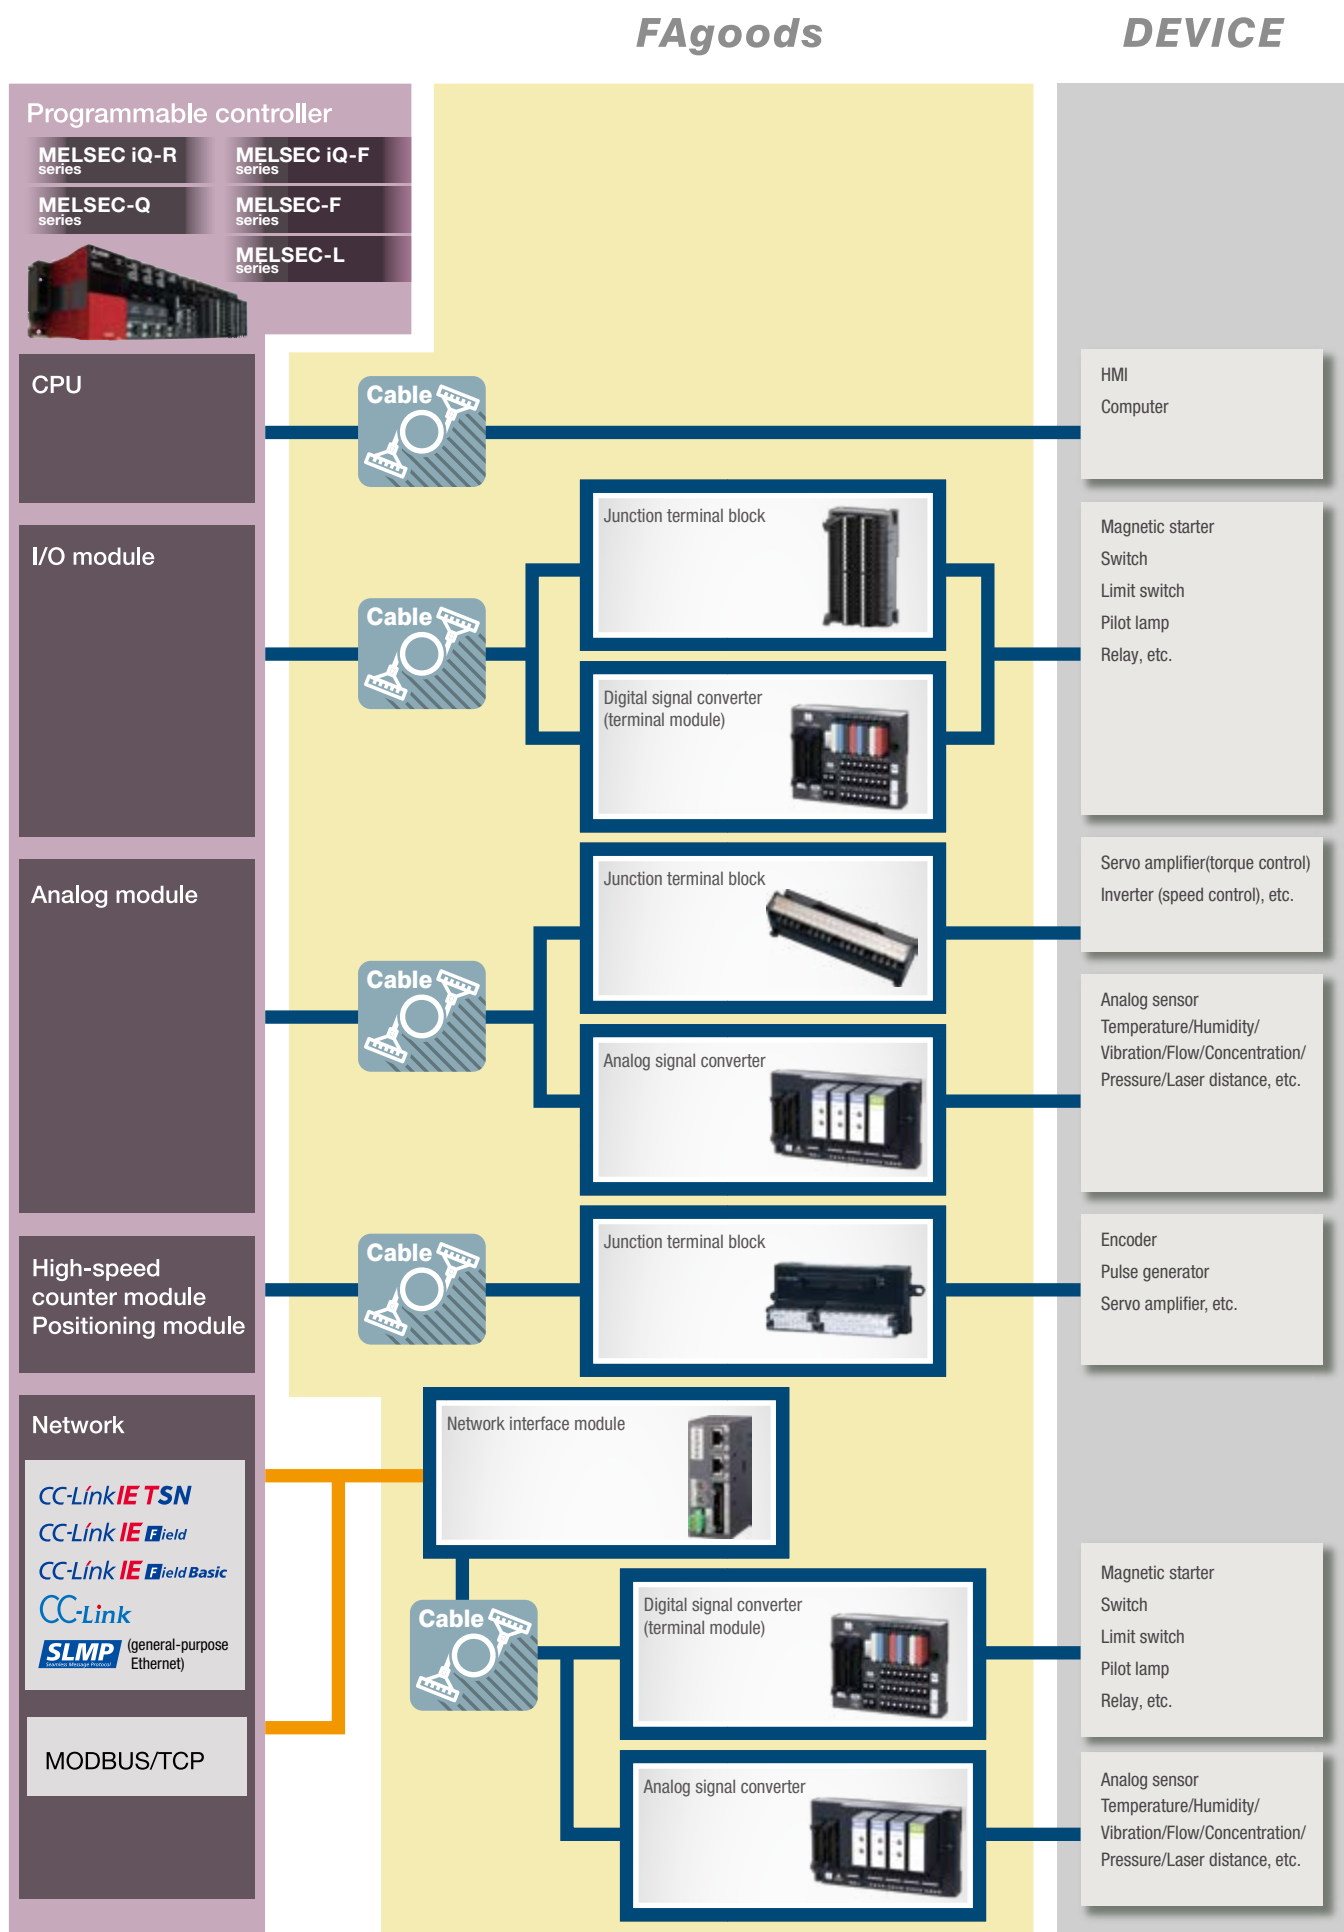 FAgoods
DEVICE
Programmable controller
MELSEC iQ-R
series
MELSEC iQ-F
series
MELSEC-Q
series
MELSEC-F
series
MELSEC-L
series
CPU
Cable
HMI
Computer
I/O module
Cable
Junction terminal block
Digital signal converter
(terminal module)
Magnetic starter
Switch
Limit switch
Pilot lamp
Relay, etc.
Analog module
Cable
Junction terminal block
Analog signal converter
Servo amplifier(torque control)
Inverter (speed control), etc.
Analog sensor
Temperature/Humidity/
Vibration/Flow/Concentration/
Pressure/Laser distance, etc.
High-speed
counter module
Positioning module
Cable
Junction terminal block
Encoder
Pulse generator
Servo amplifier, etc.
Network
CC-Link IE TSN
CC-Link IE Field
CC-Link IE Field Basic
CC-Link
SLMP (general-purpose
Seamless Message Protocol
Ethernet)
MODBUS/TCP
Network interface module
Cable
Digital signal converter
(terminal module)
Analog signal converter
Magnetic starter
Switch
Limit switch
Pilot lamp
Relay, etc.
Analog sensor
Temperature/Humidity/
Vibration/Flow/Concentration/
Pressure/Laser distance, etc.